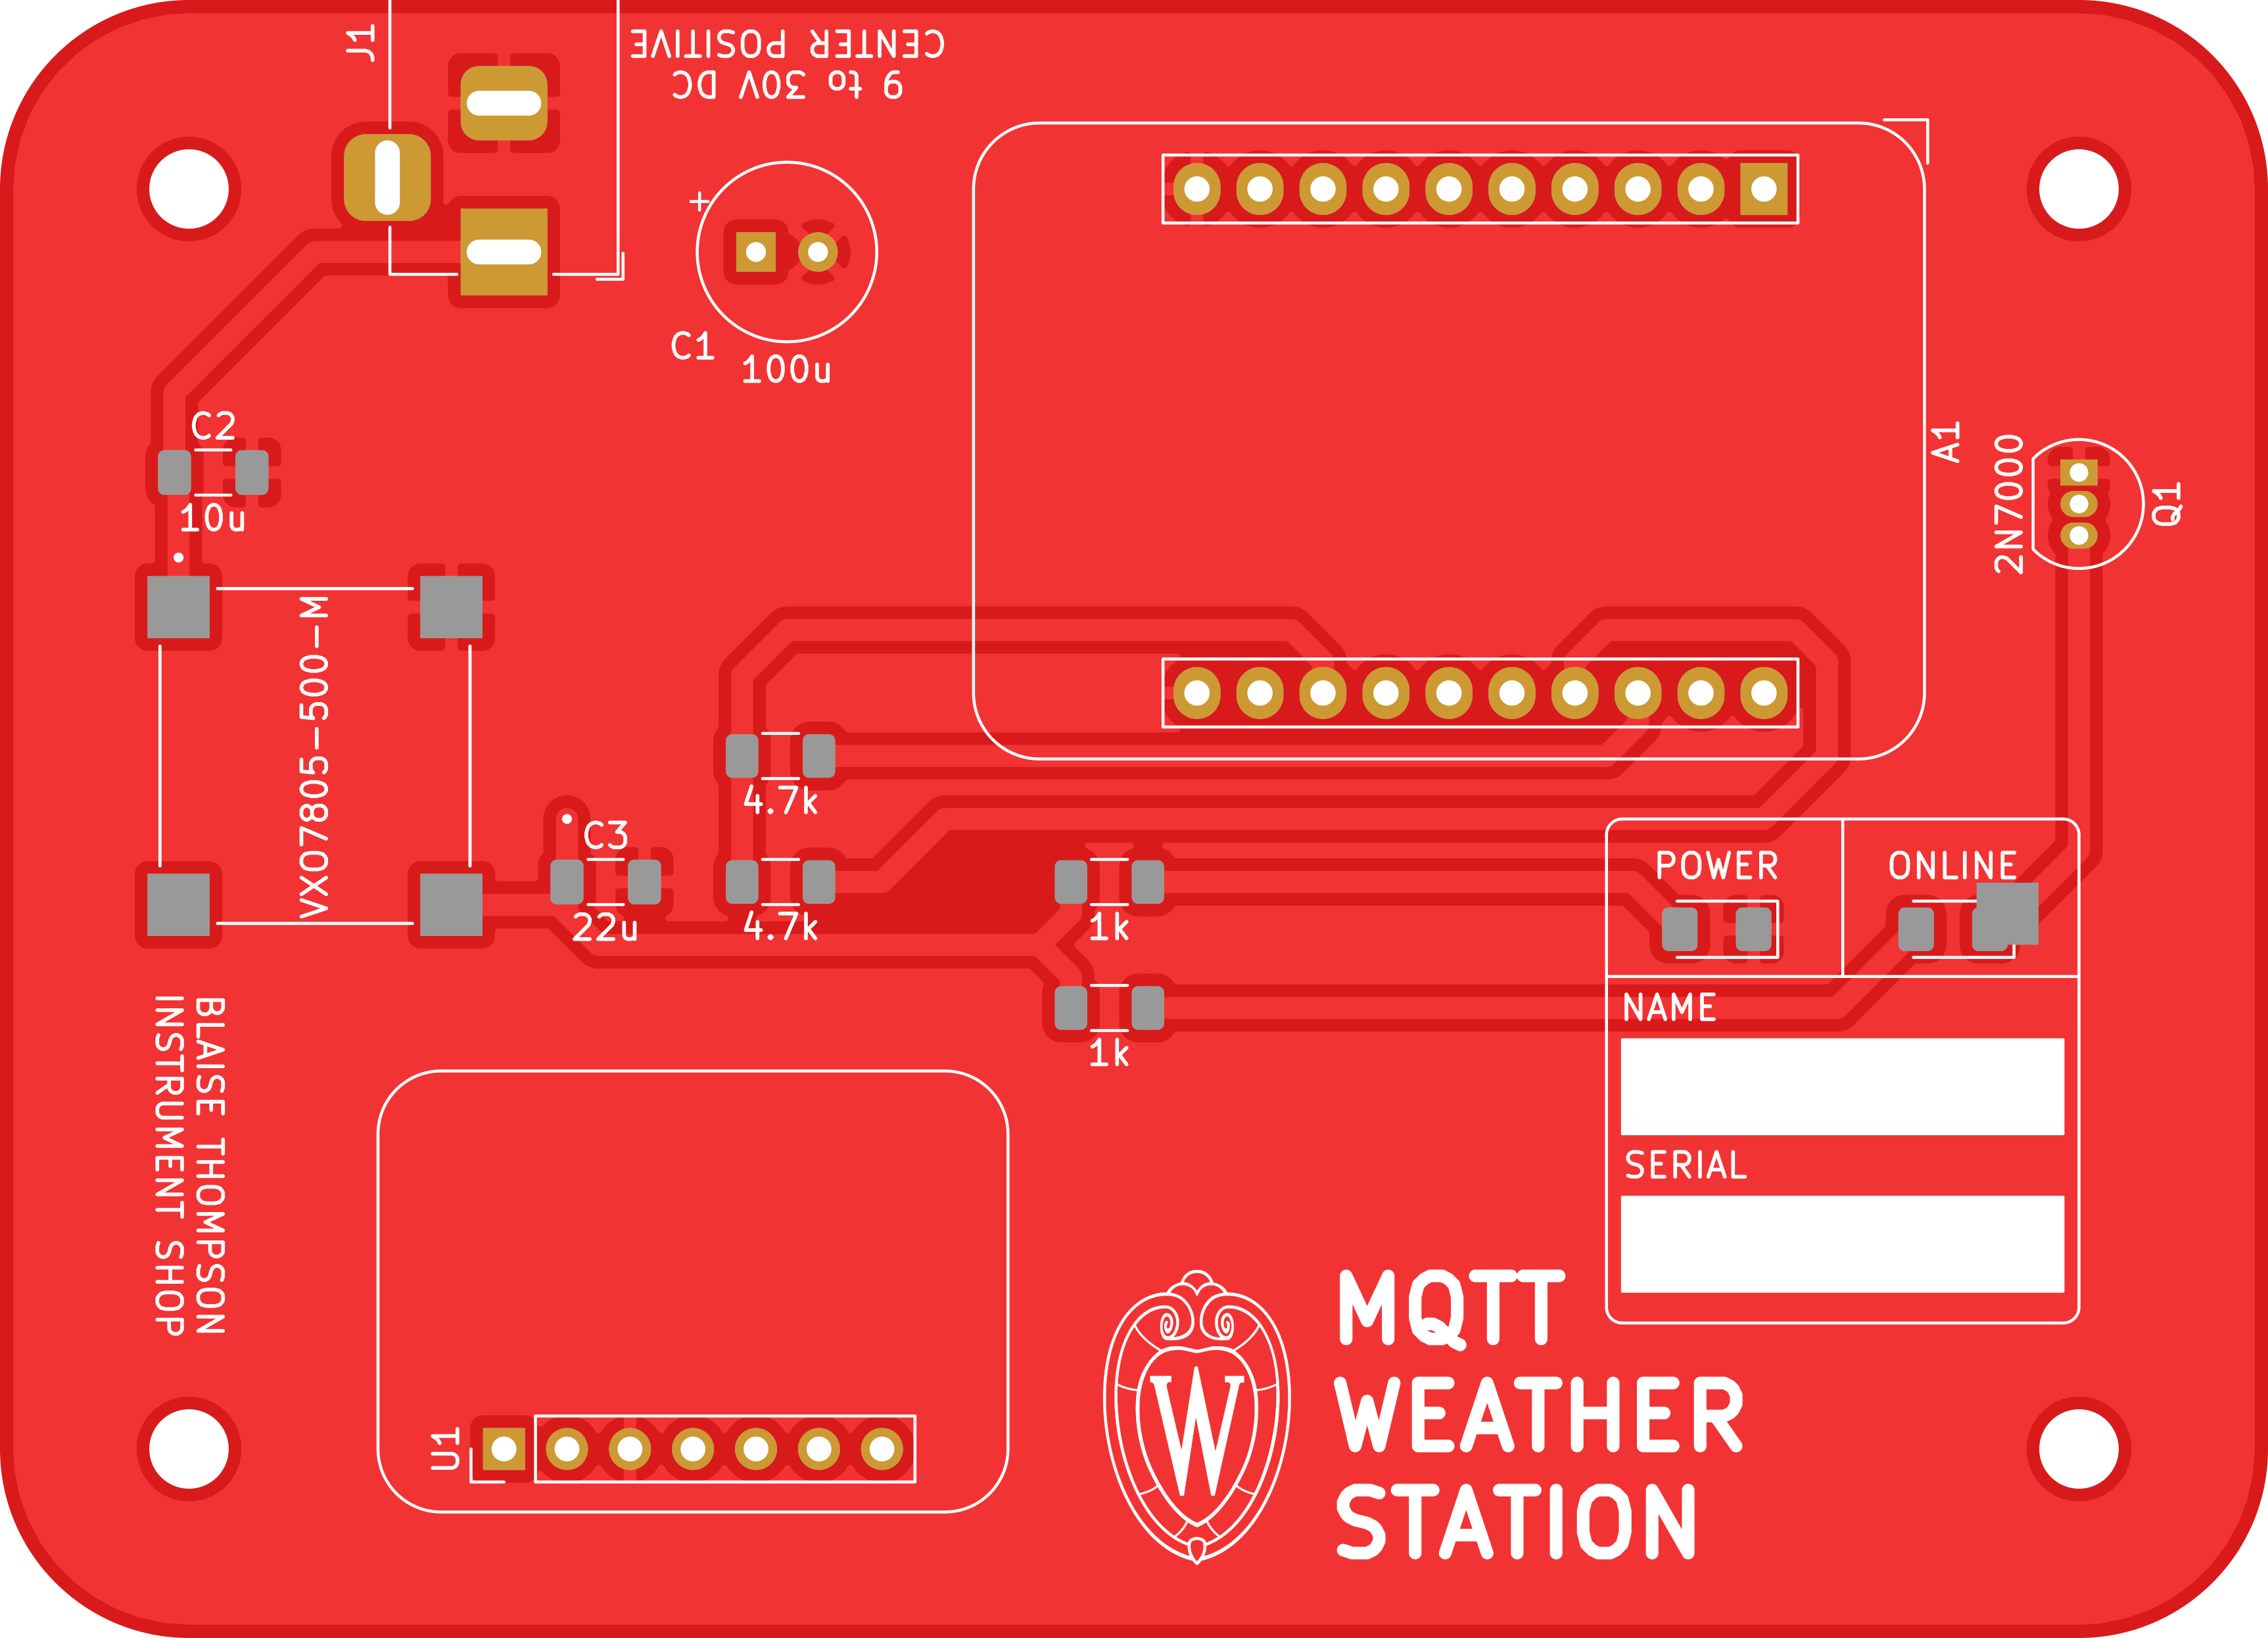 J1
CENTER POSITIVE
9 to 30V DC
C1
100u
C2
10u
A1
2N7000
Q1
VX07805-500-M
4.7k
C3
22u
4.7k
1k
1k
POWER
ONLINE
NAME
SERIAL
BLAISE THOMPSON
INSTRUMENT SHOP
U1
W
MQTT
WEATHER
STATION